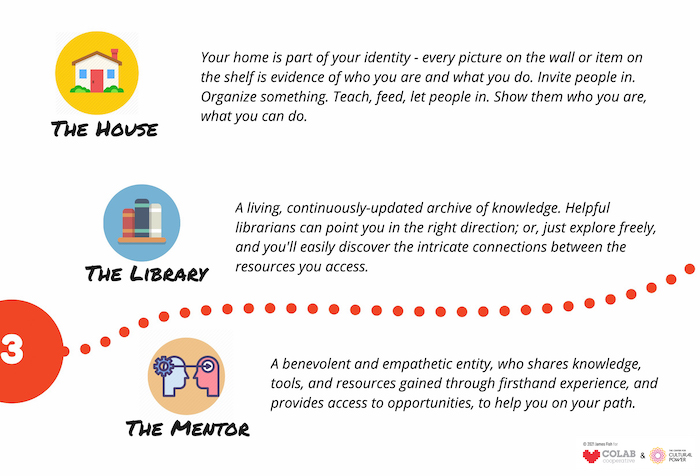 Your home is part of your identity - every picture on the wall or item on
the shelf is evidence of who you are and what you do. Invite people in.
Organize something. Teach, feed, let people in. Show them who you are,
what you can do.
The House
A living, continuously-updated archive of knowledge. Helpful
librarians can point you in the right direction; or, just explore freely,
and you'll easily discover the intricate connections between the
resources you access.
The Library
3
A benevolent and empathetic entity, who shares knowledge,
tools, and resources gained through firsthand experience, and
provides access to opportunities, to help you on your path.
The Mentor
COLAB
cooperative
&
CULTURAL
POWER